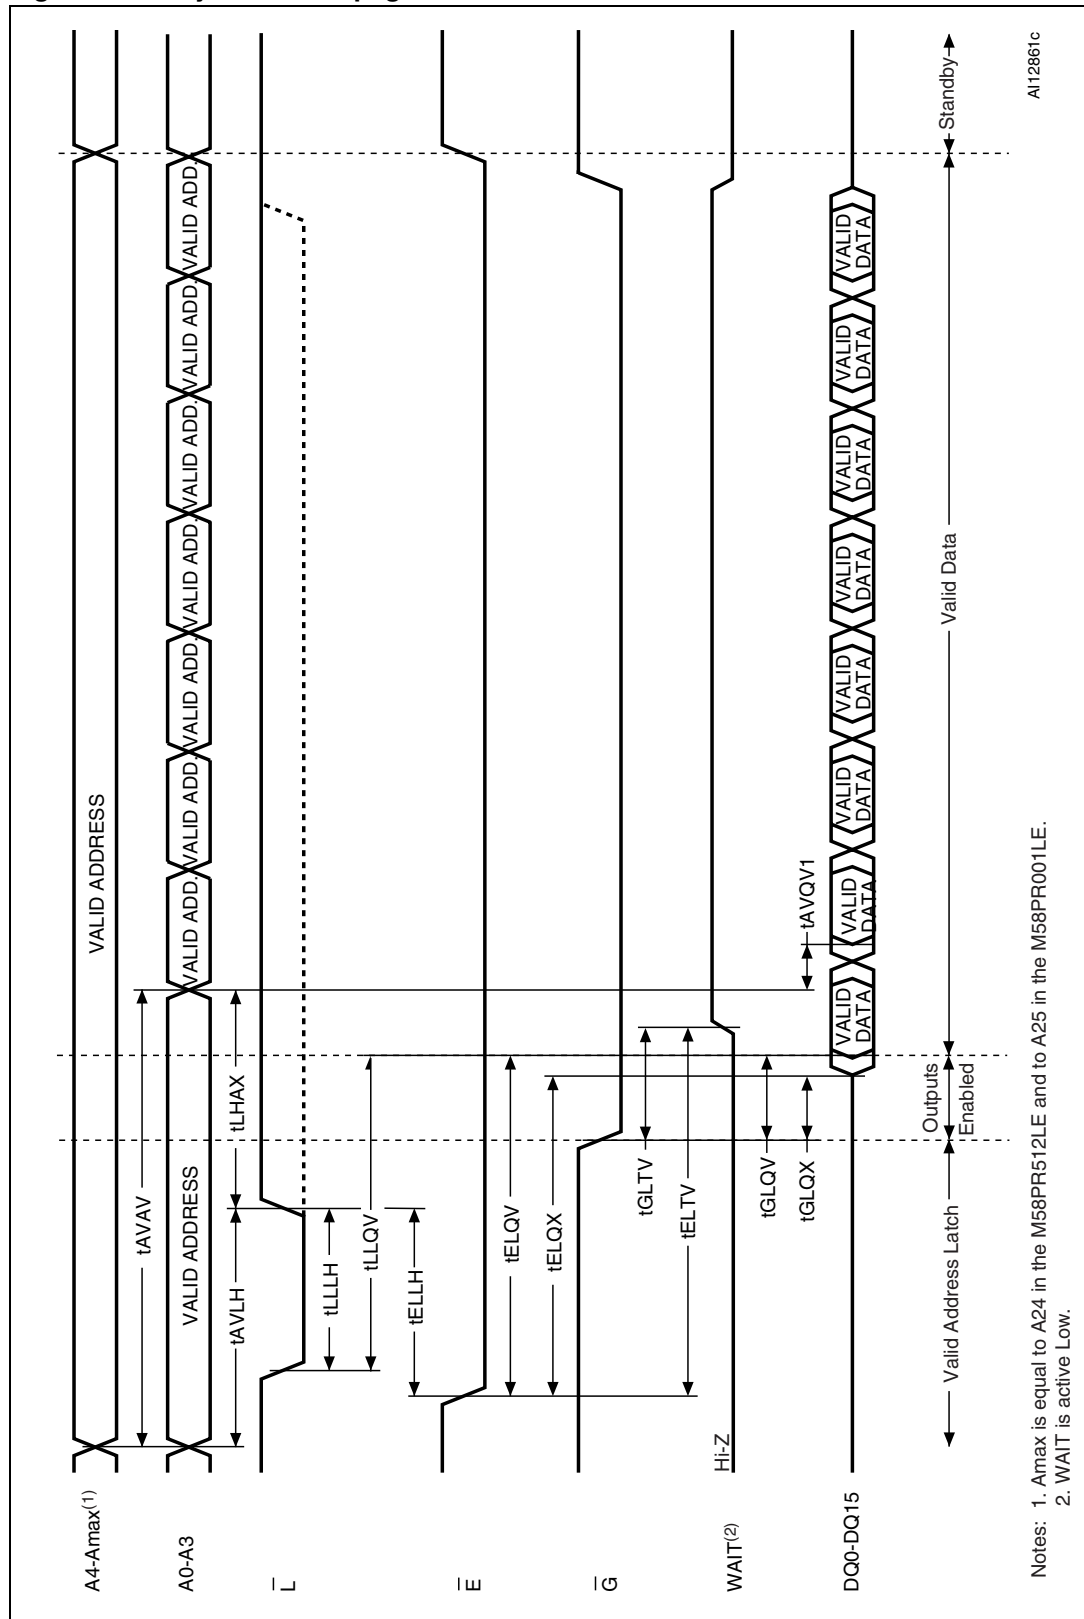 A4-Amax(1)
VALID ADDRESS
tAVAV
A0-A3
VALID ADDRESS
VALID ADD.
VALID ADD.
VALID ADD.
VALID ADD.
VALID ADD.
VALID ADD.
VALID ADD.
tAVLH
tLHAX
L
tLLLH
tLLQV
tELLH
E
tELQV
tELQX
G
tGLTV
tELTV
WAIT(2)
Hi-Z
tGLQV
tGLQX
tAVQV1
DQ0-DQ15
VALID
DATA
VALID
DATA
VALID
DATA
VALID
DATA
VALID
DATA
VALID
DATA
VALID
DATA
VALID
DATA
Valid Address Latch
Outputs
Enabled
Valid Data
Standby
AI12861c
Notes: 1. Amax is equal to A24 in the M58PR512LE and to A25 in the M58PR001LE.
2. WAIT is active Low.